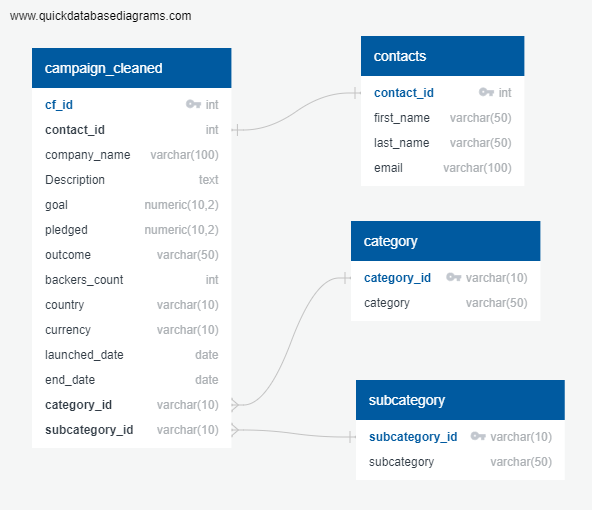 www.quickdatabasediagrams.com
campaign_cleaned
cf_id int
contact_id int
company_name varchar(100)
Description text
goal numeric(10,2)
pledged numeric(10,2)
outcome varchar(50)
backers_count int
country varchar(10)
currency varchar(10)
launched_date date
end_date date
category_id varchar(10)
subcategory_id varchar(10)
contacts
contact_id int
first_name varchar(50)
last_name varchar(50)
email varchar(100)
category
category_id varchar(10)
category varchar(50)
subcategory
subcategory_id varchar(10)
subcategory varchar(50)